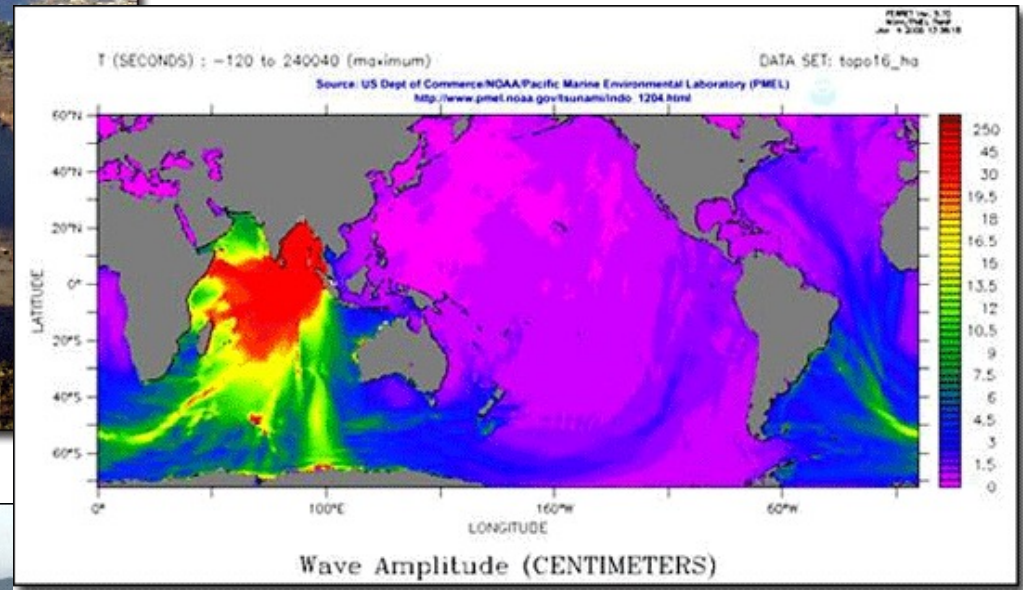 T (SECONDS) : -120 to 240040 (maximum)
DATA SET: topo16_ha
Source: US Dept of Commerce/NOAA/Pacific Marine Environmental Laboratory (PMEL)
http://www.pmel.noaa.gov/tsunami/indo_1204.html
60°N
40°N
20°N
0°
20°S
40°S
60°S
LATITUDE
0°
100°E
160°W
60°W
LONGITUDE
250
45
30
19.5
18
16.5
15
13.5
12
10.5
9
7.5
6
4.5
3
1.5
0
Wave Amplitude (CENTIMETERS)